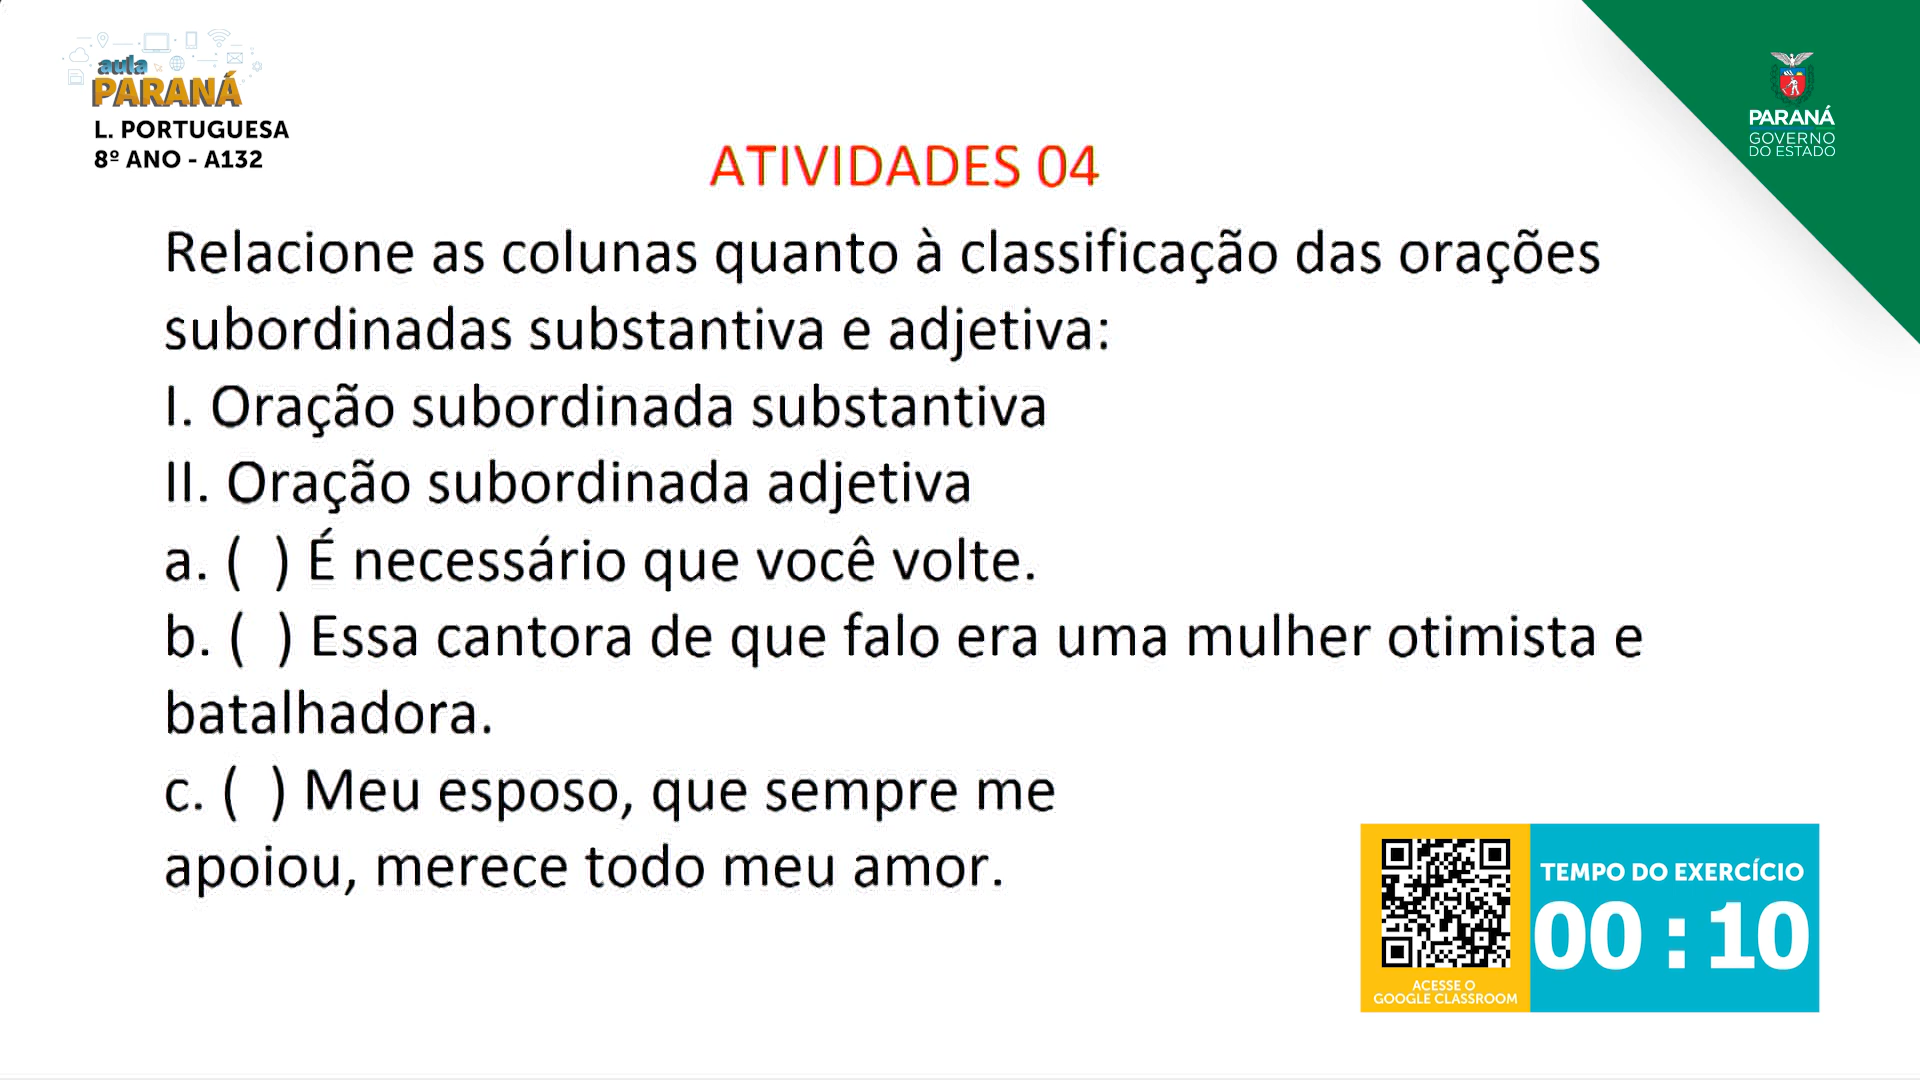 aula
PARANÁ
L. PORTUGUESA
8º ANO - A132
PARANÁ
GOVERNO
DO ESTADO
ATIVIDADES 04
Relacione as colunas quanto à classificação das orações
subordinadas substantiva e adjetiva:
I. Oração subordinada substantiva
II. Oração subordinada adjetiva
a. (  ) É necessário que você volte.
b. (  ) Essa cantora de que falo era uma mulher otimista e
batalhadora.
c. (  ) Meu esposo, que sempre me
apoiou, merece todo meu amor.
ACESSE O
GOOGLE CLASSROOM
TEMPO DO EXERCÍCIO
00 : 10